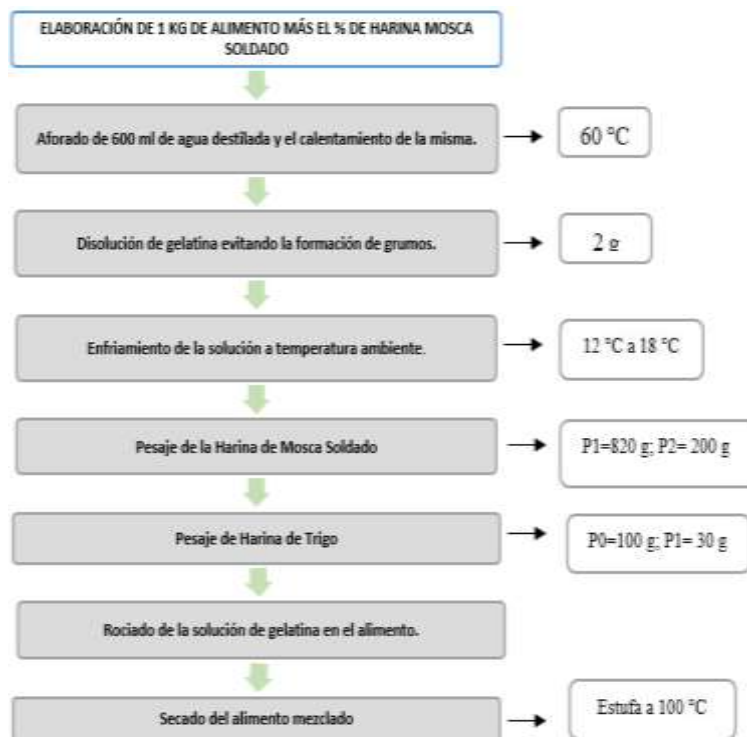 ELABORACIÓN DE 1 KG DE ALIMENTO MÁS EL % DE HARINA MOSCA
SOLDADO
Aforado de 600 ml de agua destilada y el calentamiento de la misma.
60 °C
Disolución de gelatina evitando la formación de grumos.
2 g
Enfriamiento de la solución a temperatura ambiente.
12 °C a 18 °C
Pesaje de la Harina de Mosca Soldado
P1=820 g; P2= 200 g
Pesaje de Harina de Trigo
P0=100 g; P1= 30 g
Rociado de la solución de gelatina en el alimento.
Secado del alimento mezclado
Estufa a 100 °C